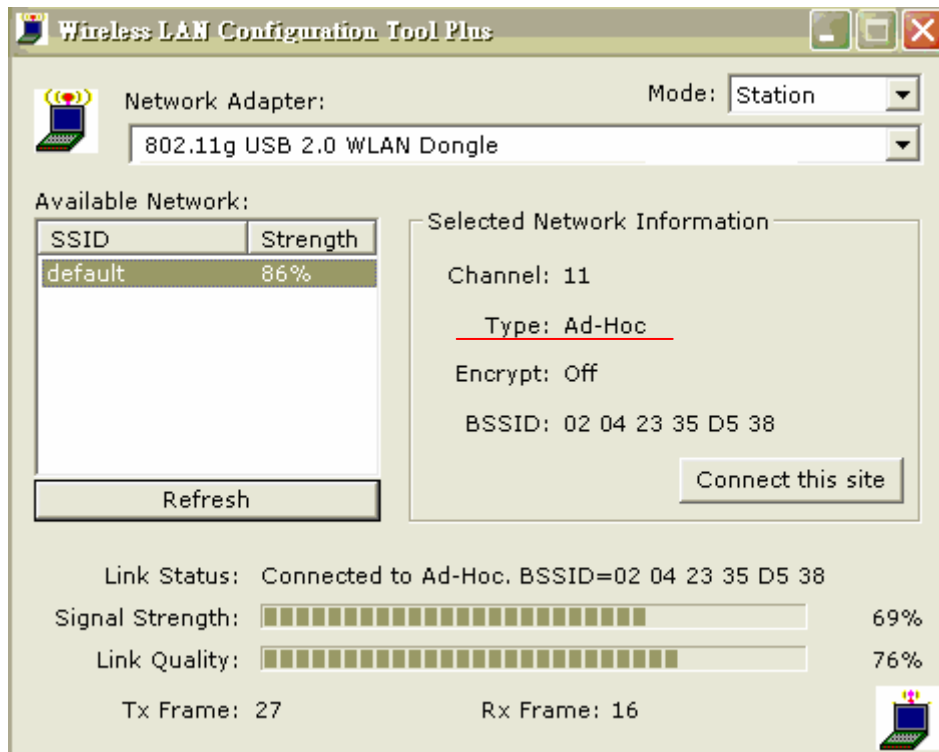 Wireless LAN Configuration Tool Plus
Network Adapter:
Mode: Station
802.11g USB 2.0 WLAN Dongle
Available Network:
SSID Strength
default 86%
Refresh
Selected Network Information
Channel: 11
Type: Ad-Hoc
Encrypt: Off
BSSID: 02 04 23 35 D5 38
Connect this site
Link Status: Connected to Ad-Hoc. BSSID=02 04 23 35 D5 38
Signal Strength: 69%
Link Quality: 76%
Tx Frame: 27 Rx Frame: 16